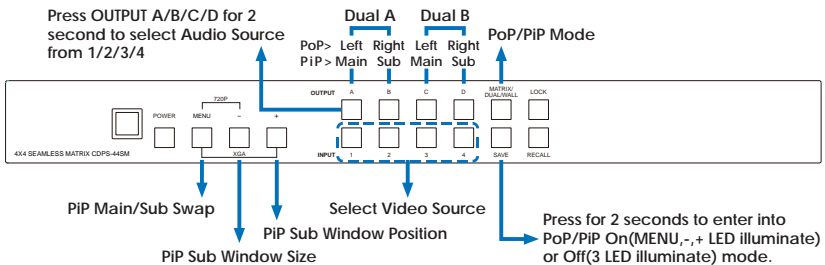 Press OUTPUT A/B/C/D for 2
second to select Audio Source
from 1/2/3/4
Dual A Dual B
PoP> Left Right Left Right
PiP> Main Sub Main Sub
PoP/PiP Mode
OUTPUT A B C D MATRIX/
DUAL/WALL LOCK
720P
POWER MENU – +
4X4 SEAMLESS MATRIX CDPS-44SM XGA INPUT 1 2 3 4 SAVE RECALL
PiP Main/Sub Swap
Select Video Source
PiP Sub Window Position
PiP Sub Window Size
Press for 2 seconds to enter into
PoP/PiP On(MENU,-,+ LED illuminate)
or Off(3 LED illuminate) mode.